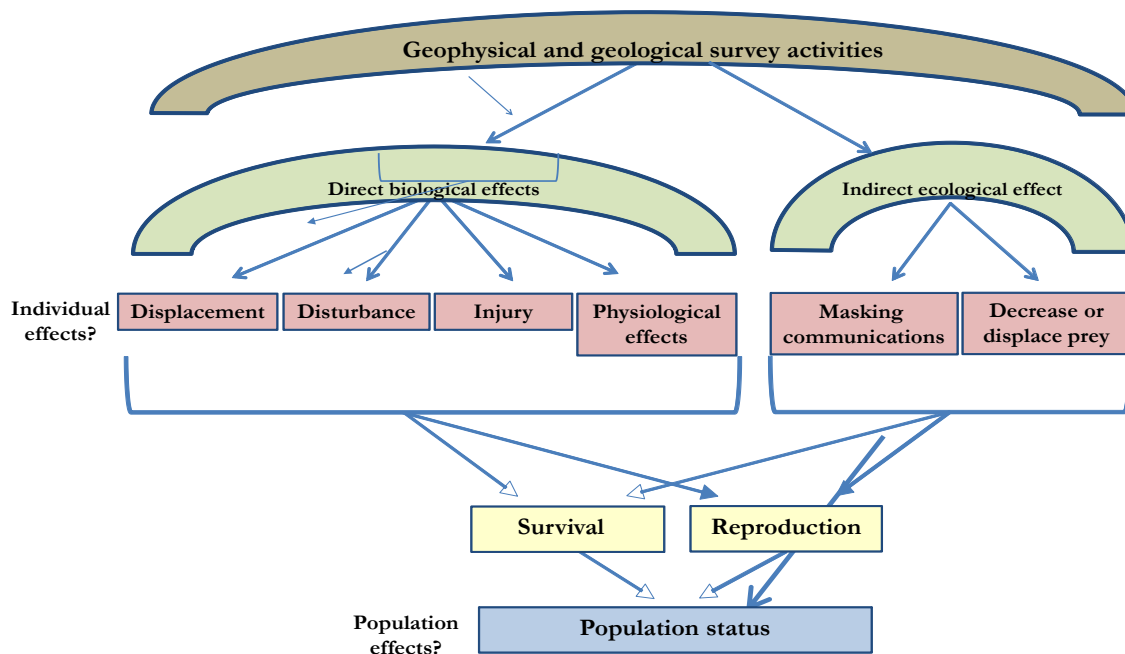 Geophysical and geological survey activities
Direct biological effects
Indirect ecological effect
Individual
effects?
Displacement
Disturbance
Injury
Physiological
effects
Masking
communications
Decrease or
displace prey
Survival
Reproduction
Population
effects?
Population status